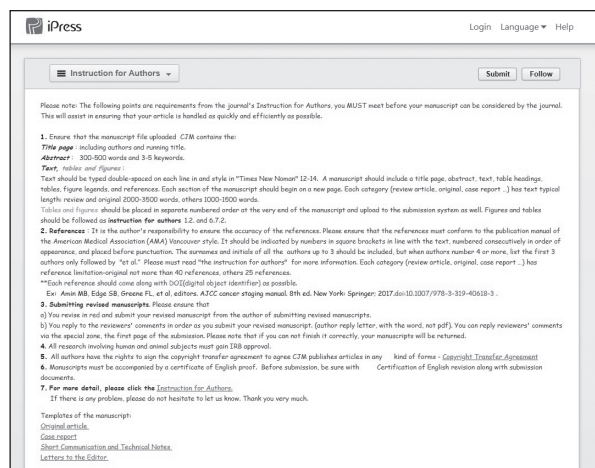 iPress
Login Language▼ Help
Instruction for Authors
Submit Follow
Please note: The following points are requirements from the journal's Instruction for Authors, you MUST meet before your manuscript can be considered by the journal.
This will assist in ensuring that your article is handled as quickly and efficiently as possible.
1. Ensure that the manuscript file uploaded CJM contains the:
Title page : including authors and running title.
Abstract : 300-500 words and 3-5 keywords.
Text, tables and figures :
Text should be typed double-spaced on each line in and style in "Times New Noman" 12-14. A manuscript should include a title page, abstract, text, table headings,
tables, figure legends, and references. Each section of the manuscript should begin on a new page. Each category (review article, original, case report ...) has text typical
length: review and original 2000-3500 words, others 1000-1500 words.
Tables and figures should be placed in separate numbered order at the very end of the manuscript and upload to the submission system as well. Figures and tables
should be followed as instruction for authors 1.2. and 6.7.2.
2. References : It is the author's responsibility to ensure the accuracy of the references. Please ensure that the references must conform to the publication manual
of the American Medical Association (AMA) Vancouver style. It should be indicated by numbers in square brackets in line with the text, numbered consecutively in order of
appearance, and placed before punctuation. The surnames and initials of all the authors up to 3 should be included, but when authors number 4 or more, list the first 3
authors only followed by "et al." Please must read "the instruction for authors" for more information. Each category (review article, original, case report ...) has
reference limitation-original not more than 40 references, others 25 references.
**Each reference should come along with DOI(digital object identifier) as possible.
Ex: Amin MB, Edge SB, Greene FL, et al, editors. AJCC cancer staging manual. 8th ed. New York: Springer; 2017.doi:10.1007/978-3-319-40618-3 .
3. Submitting revised manuscripts. Please ensure that
a) You revise in red and submit your revised manuscript from the author of submitting revised manuscripts.
b) You reply to the reviewers' comments in order as you submit your revised manuscript. (author reply letter, with the word, not pdf). You can reply reviewers' comments
via the special zone, the first page of the submission. Please note that if you can not finish it correctly, your manuscripts will be returned.
4. All research involving human and animal subjects must gain IRB approval.
5. All authors have the rights to sign the copyright transfer agreement to agree CJM publishes articles in any kind of forms - Copyright Transfer Agreement
6. Manuscripts must be accompanied by a certificate of English proof. Before submission, be sure with Certification of English revision along with submission
documents.
7. For more detail, please click the Instruction for Authors.
If there is any problem, please do not hesitate to let us know. Thank you very much.
Templates of the manuscript:
Original article
Case report
Short Communication and Technical Notes
Letters to the Editor